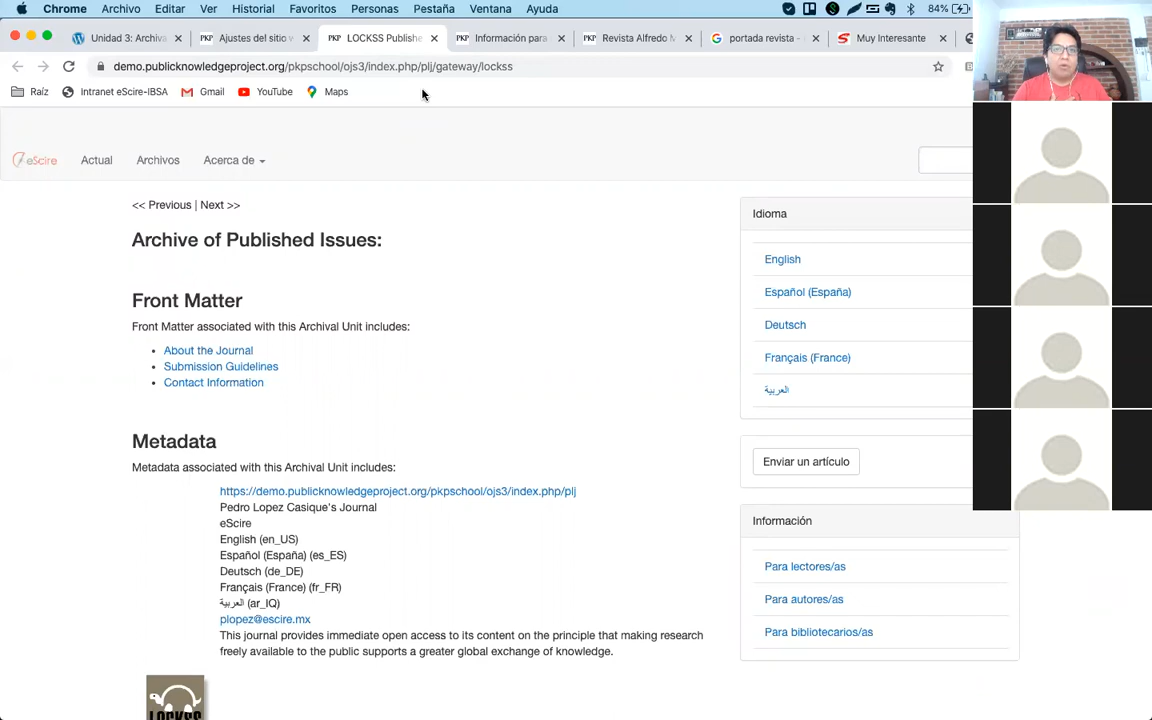 Chrome Archivo Editar Ver Historial Favoritos Personas Pestaña Ventana Ayuda 84%
Unidad 3: Archiva Ajustes del sitio w LOCKSS Publishe Información para Revista Alfredo M portada revista - Muy Interesante
demo.publicknowledgeproject.org/pkpschool/ojs3/index.php/plj/gateway/lockss
Raíz Intranet eScire-IBSA Gmail YouTube Maps
eScire Actual Archivos Acerca de
<< Previous | Next >>
Archive of Published Issues:
Front Matter
Front Matter associated with this Archival Unit includes:
About the Journal
Submission Guidelines
Contact Information
Metadata
Metadata associated with this Archival Unit includes:
https://demo.publicknowledgeproject.org/pkpschool/ojs3/index.php/plj
Pedro Lopez Casique's Journal
eScire
English (en_US)
Español (España) (es_ES)
Deutsch (de_DE)
Français (France) (fr_FR)
العربية (ar_IQ)
plopez@escire.mx
This journal provides immediate open access to its content on the principle that making research
freely available to the public supports a greater global exchange of knowledge.
LOCKSS
Idioma
English
Español (España)
Deutsch
Français (France)
العربية
Enviar un artículo
Información
Para lectores/as
Para autores/as
Para bibliotecarios/as